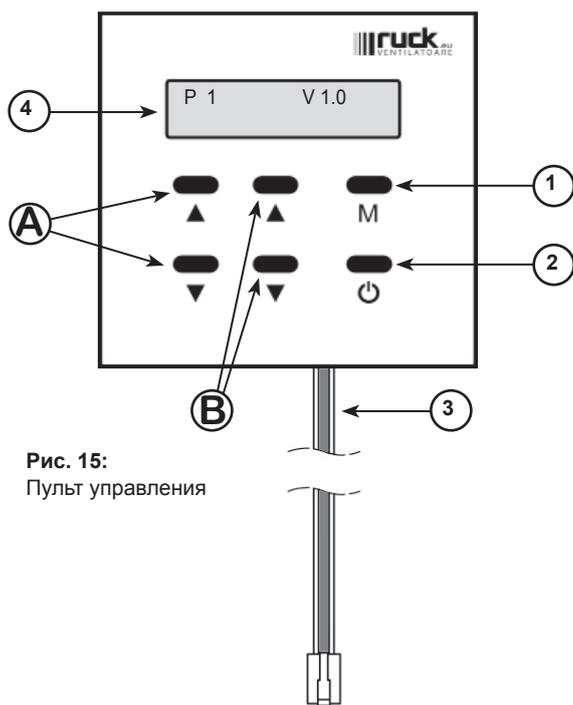 ruck.eu
VENTILATOARE
P 1 V 1.0
4
1
A
M
2
B
3
Рис. 15:
Пульт управления